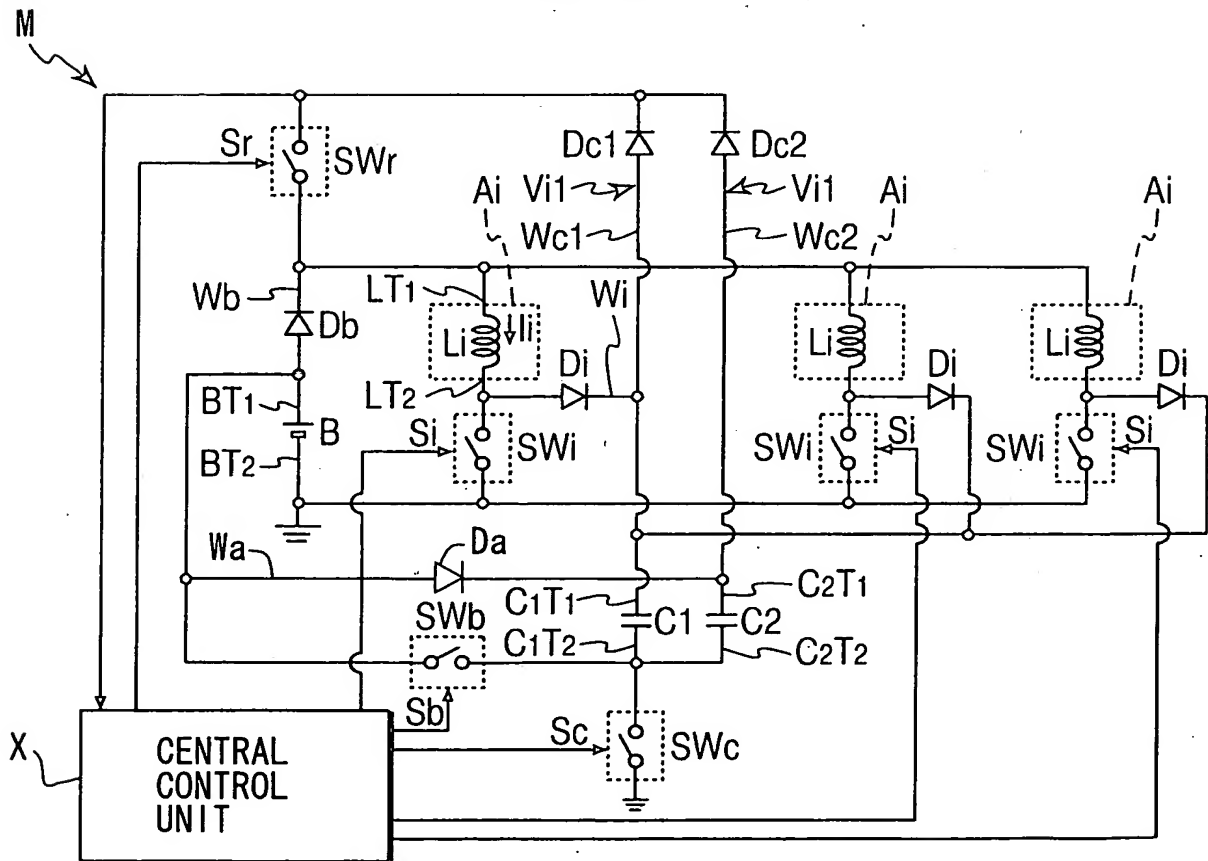 M
Sr
SWr
Dc1
Dc2
Ai
Vi1
Vi1
Ai
Ai
Wc1
Wc2
Wb
LT1
Wi
Db
Li
Ii
Li
Li
Di
Di
Di
BT1
LT2
B
Si
SWi
SWi
Si
SWi
Si
BT2
Wa
Da
C1T1
C2T1
SWb
C1
C2
C1T2
C2T2
Sb
Sc
SWc
X
CENTRAL
CONTROL
UNIT